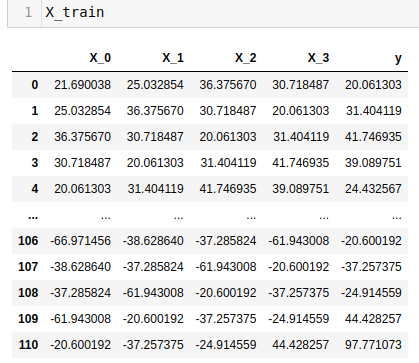 1 X_train
X_0 X_1 X_2 X_3 y
0 21.690038 25.032854 36.375670 30.718487 20.061303
1 25.032854 36.375670 30.718487 20.061303 31.404119
2 36.375670 30.718487 20.061303 31.404119 41.746935
3 30.718487 20.061303 31.404119 41.746935 39.089751
4 20.061303 31.404119 41.746935 39.089751 24.432567
... ... ... ... ... ...
106 -66.971456 -38.628640 -37.285824 -61.943008 -20.600192
107 -38.628640 -37.285824 -61.943008 -20.600192 -37.257375
108 -37.285824 -61.943008 -20.600192 -37.257375 -24.914559
109 -61.943008 -20.600192 -37.257375 -24.914559 44.428257
110 -20.600192 -37.257375 -24.914559 44.428257 97.771073